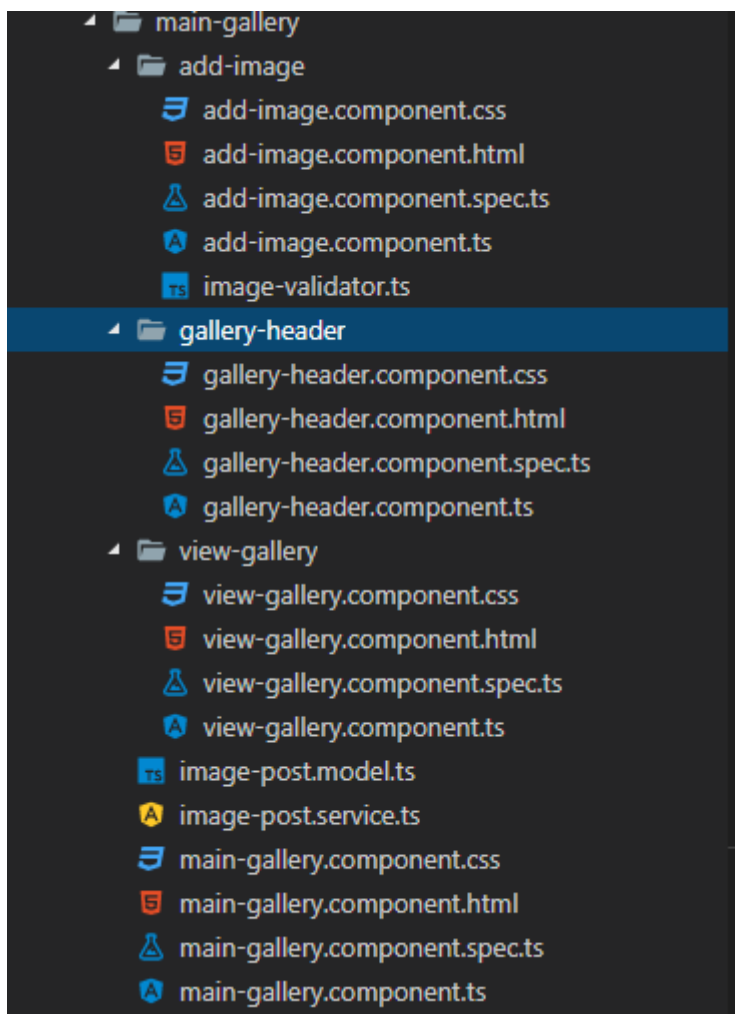 main-gallery
add-image
add-image.component.css
add-image.component.html
add-image.component.spec.ts
add-image.component.ts
TS image-validator.ts
gallery-header
gallery-header.component.css
gallery-header.component.html
gallery-header.component.spec.ts
gallery-header.component.ts
view-gallery
view-gallery.component.css
view-gallery.component.html
view-gallery.component.spec.ts
view-gallery.component.ts
TS image-post.model.ts
image-post.service.ts
main-gallery.component.css
main-gallery.component.html
main-gallery.component.spec.ts
main-gallery.component.ts